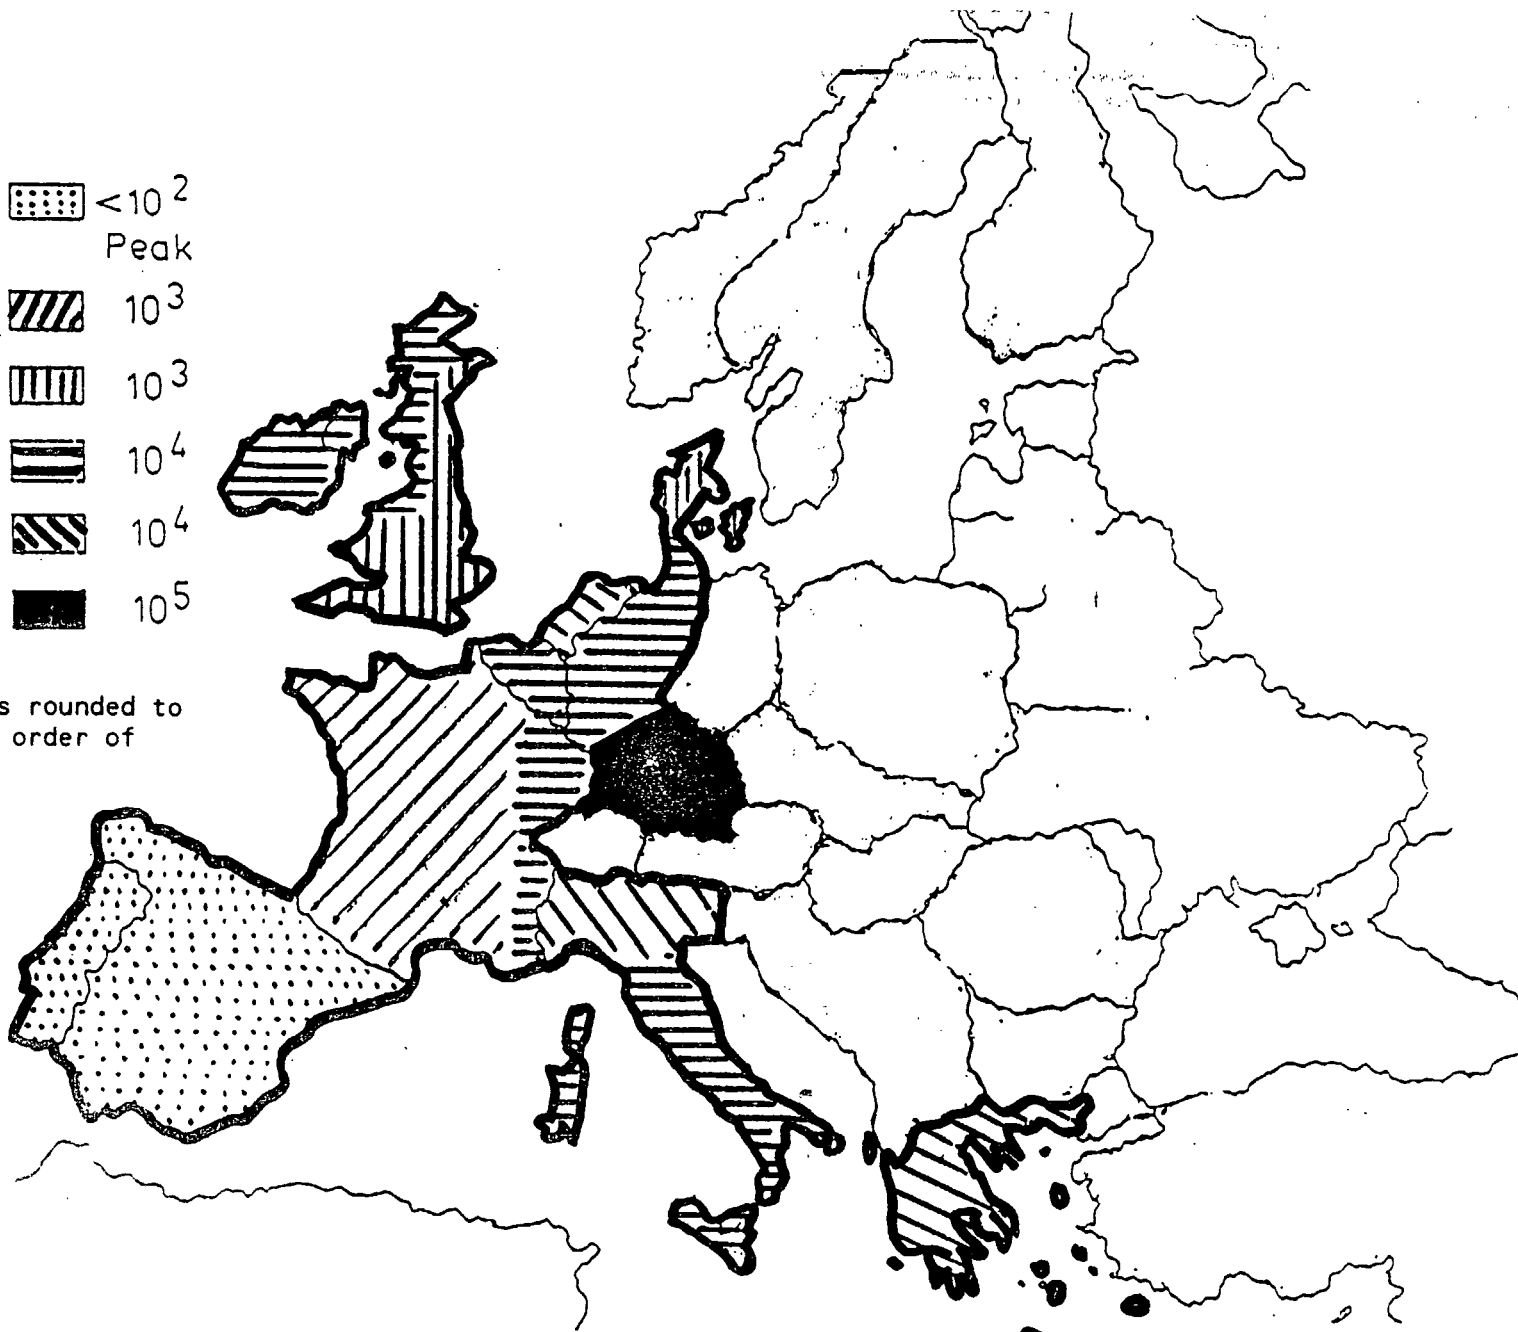 <10²
Peak
10³
10³
10⁴
10⁴
10⁵
s rounded to
order of